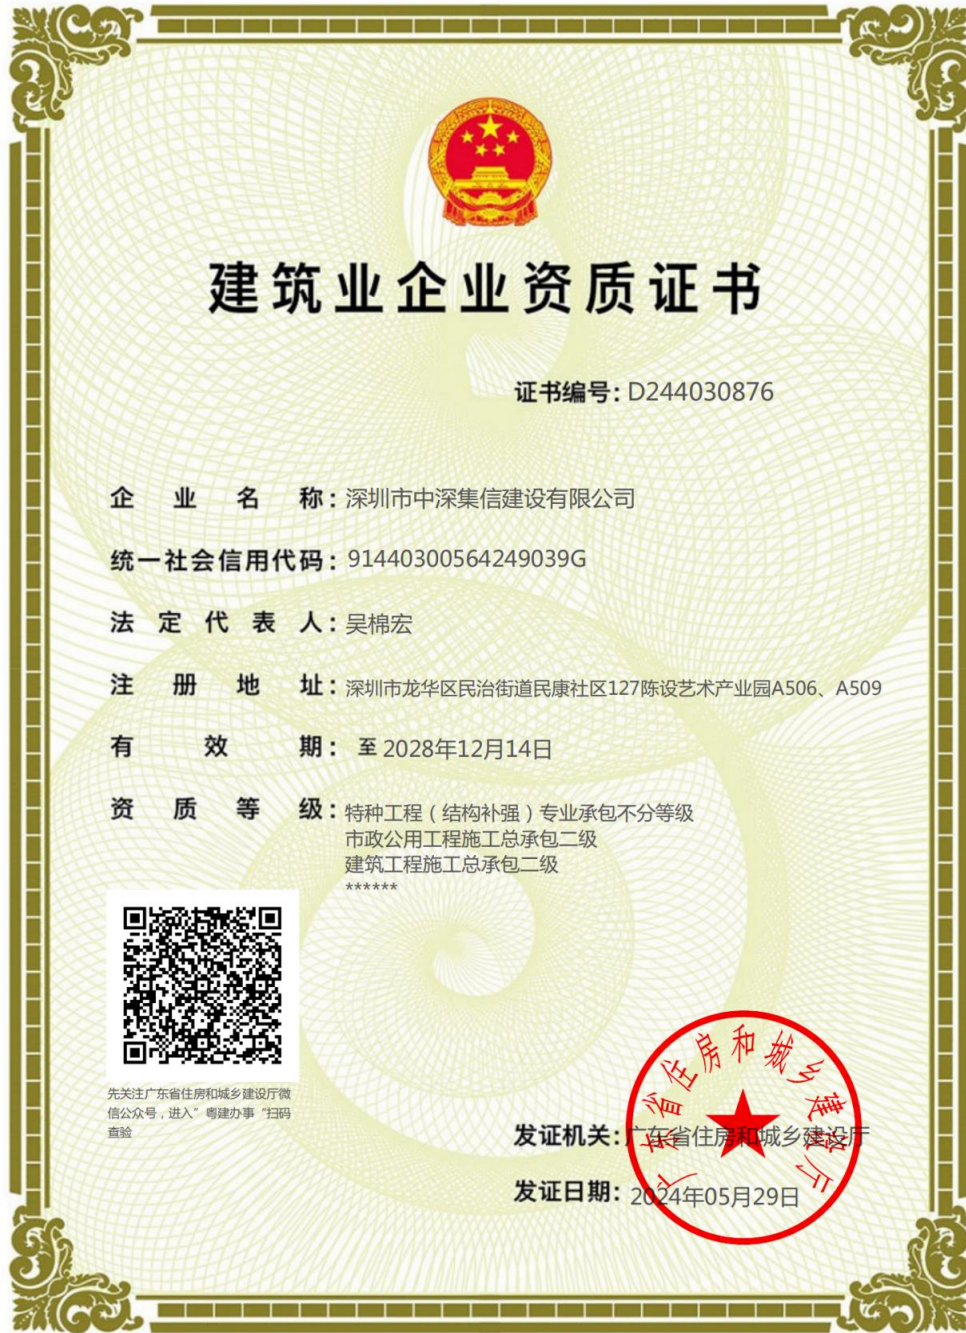 建筑业企业资质证书
证书编号：D244030876
企业名称：深圳市中深集信建设有限公司
统一社会信用代码：91440300564249039G
法定代表人：吴棉宏
注册地址：深圳市龙华区民治街道民康社区127陈设艺术产业园A506、A509
有效期：至 2028年12月14日
资质等级：特种工程（结构补强）专业承包不分等级
市政公用工程施工总承包二级
建筑工程施工总承包二级
******
先关注广东省住房和城乡建设厅微
信公众号，进入”粤建办事“扫码
查验
广东省住房和城乡建设厅
发证机关：广东省住房和城乡建设厅
发证日期：2024年05月29日